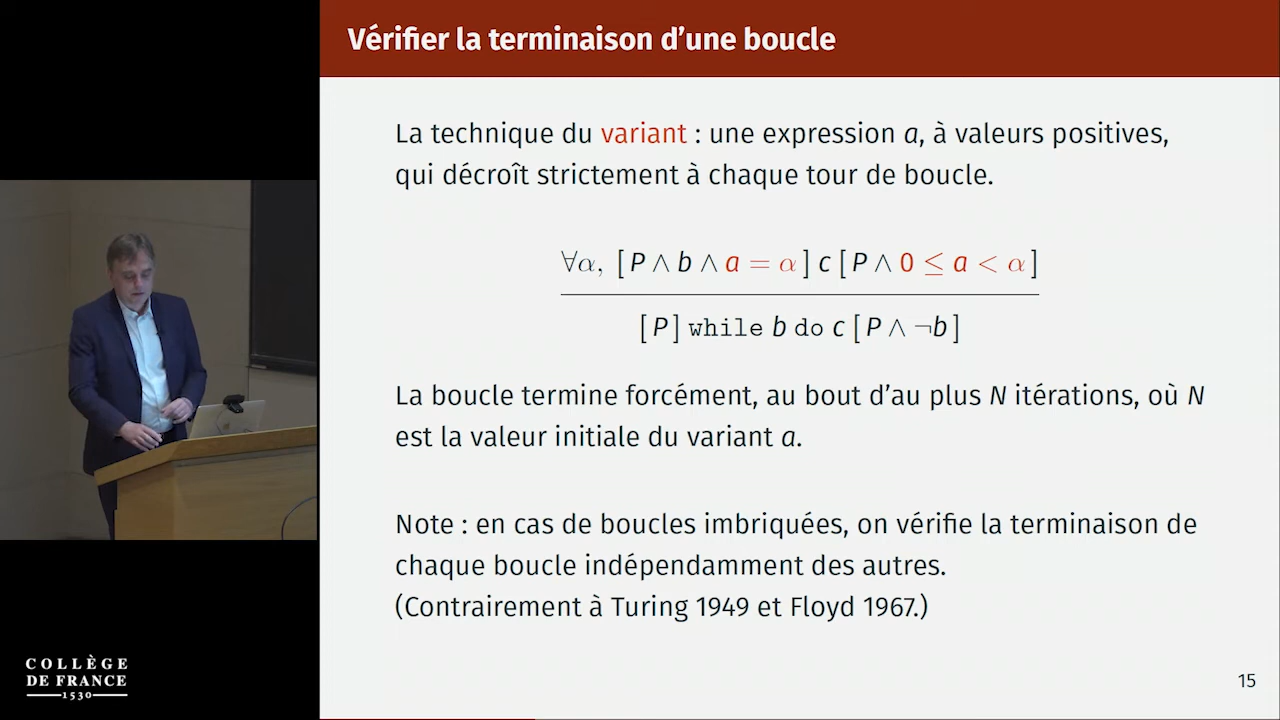 Vérifier la terminaison d’une boucle
La technique du variant : une expression a, à valeurs positives,
qui décroît strictement à chaque tour de boucle.
∀α, [ P ∧ b ∧ a = α ] c [ P ∧ 0 ≤ a < α ]
[ P ] while b do c [ P ∧ ¬b ]
La boucle termine forcément, au bout d’au plus N itérations, où N
est la valeur initiale du variant a.
Note : en cas de boucles imbriquées, on vérifie la terminaison de
chaque boucle indépendamment des autres.
(Contrairement à Turing 1949 et Floyd 1967.)
COLLÈGE
DE FRANCE
1530
15